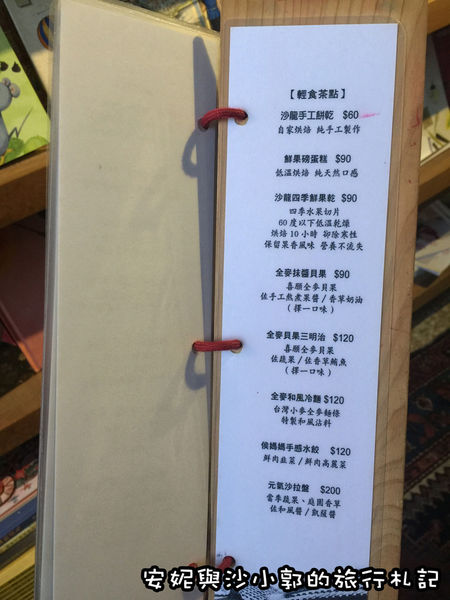 【輕食茶點】
沙龍手工餅乾 $60
自家烘焙 純手工製作
鮮果磅蛋糕 $90
低溫烘焙 純天然口感
沙龍四季鮮果乾 $90
四季水果切片
60度以下低溫乾燥
烘焙10小時 卻除寒性
保留果香風味 營養不流失
全麥抹醬貝果 $90
喜願全麥貝果
佐手工熬煮果醬/香草奶油
(擇一口味)
全麥貝果三明治 $120
喜願全麥貝果
佐蔬果/佐香草鮪魚
(擇一口味)
全麥和風冷麵 $120
台灣小麥全麥麵條
特製和風沾料
侯媽媽手感水餃 $120
鮮肉韭菜/鮮肉高麗菜
元氣沙拉盤 $200
當季蔬果、庭園香草
佐和風醬/凱薩醬
安妮與沙小郭的旅行札記